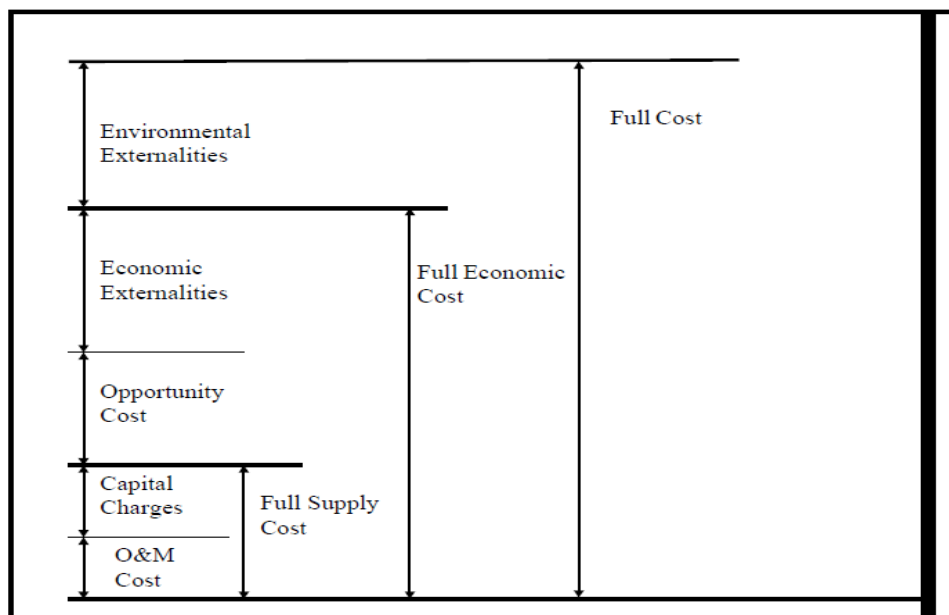 Environmental
Externalities
Full Cost
Economic
Externalities
Full Economic
Cost
Opportunity
Cost
Capital
Charges
Full Supply
Cost
O&M
Cost